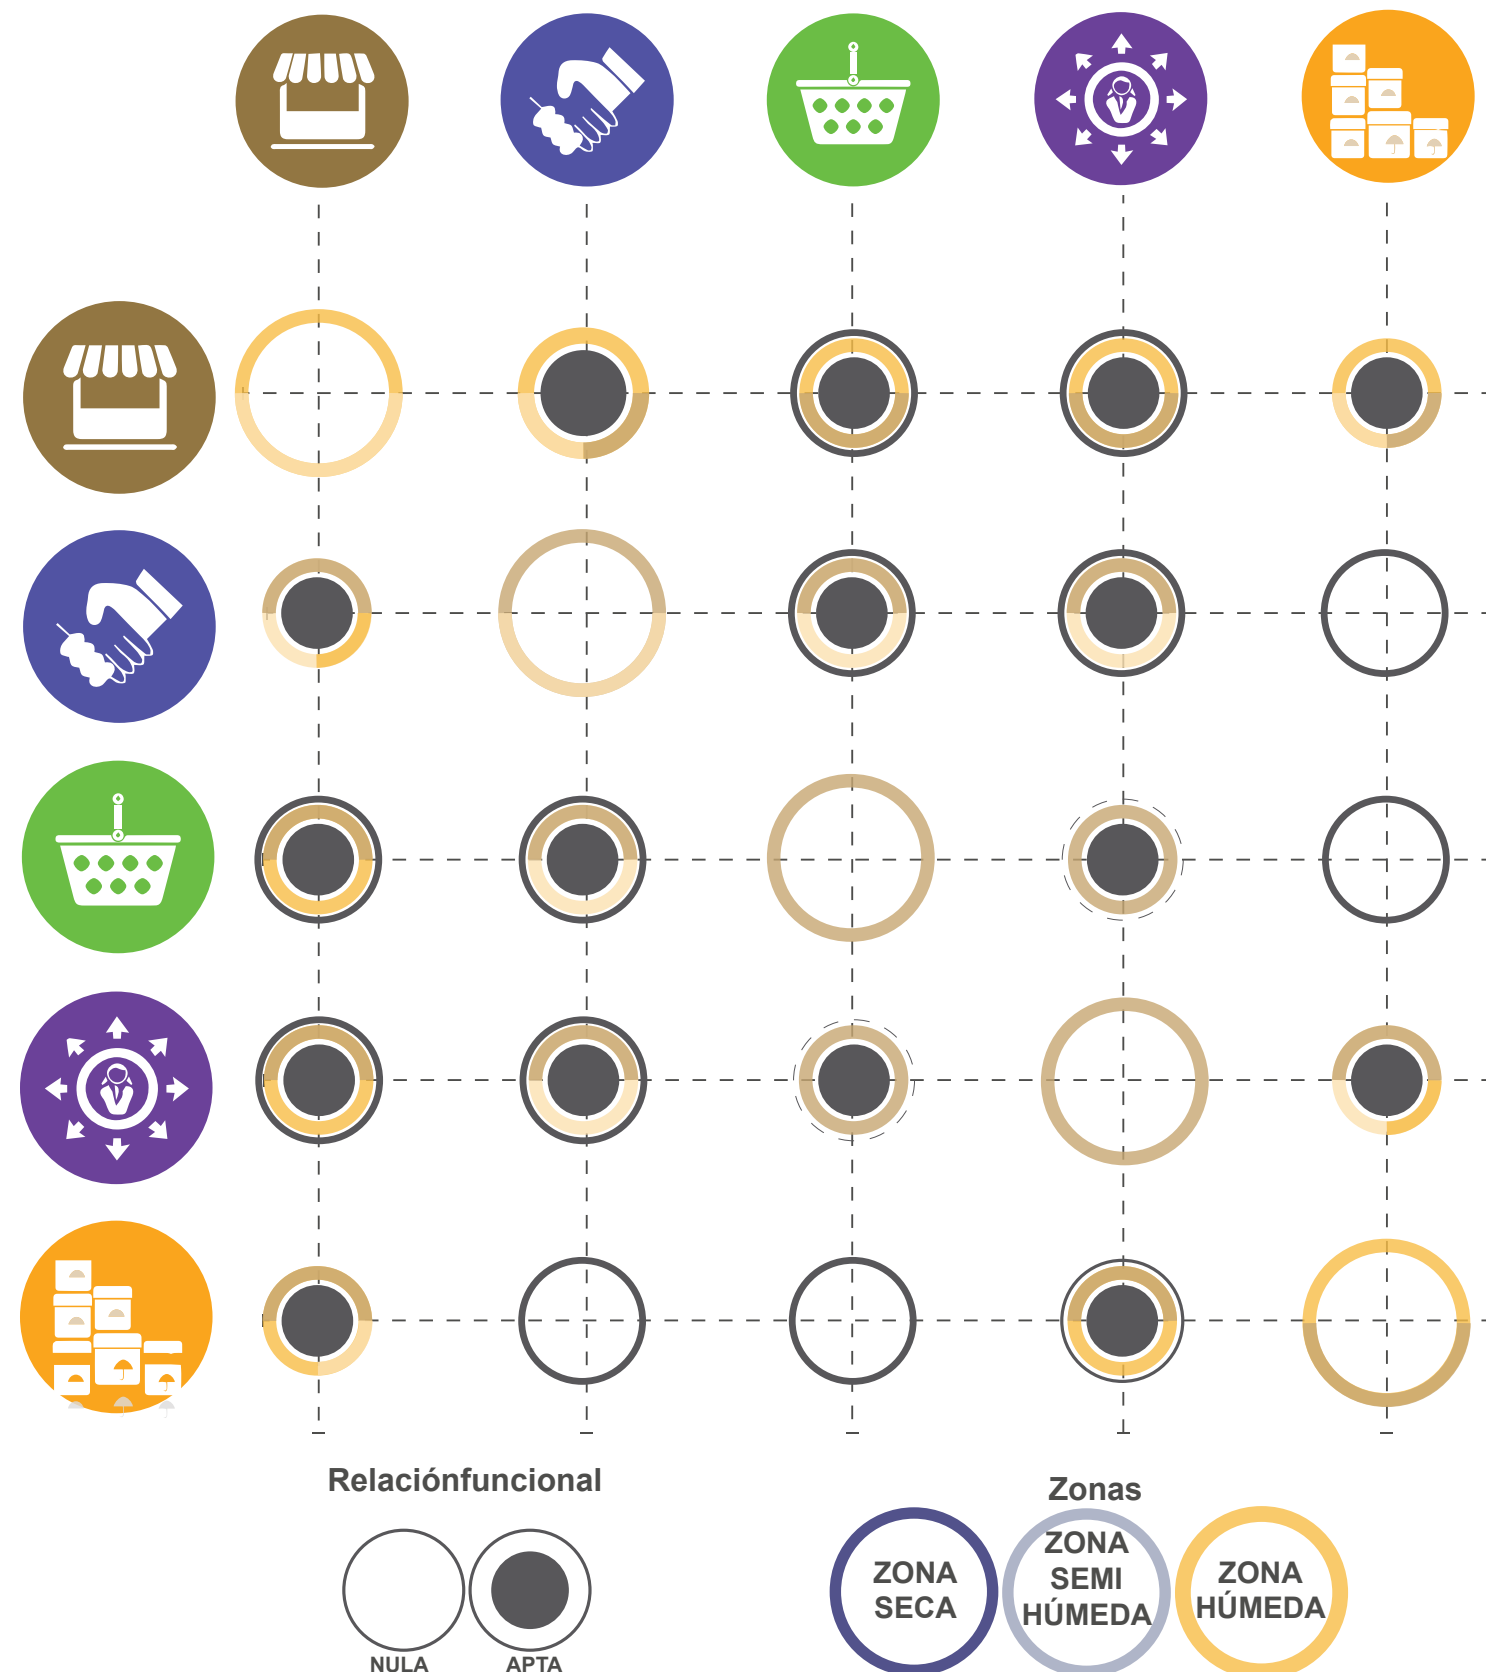 Relaciónfuncional
NULA
APTA
Zonas
ZONA
SECA
ZONA
SEMI
HÚMEDA
ZONA
HÚMEDA